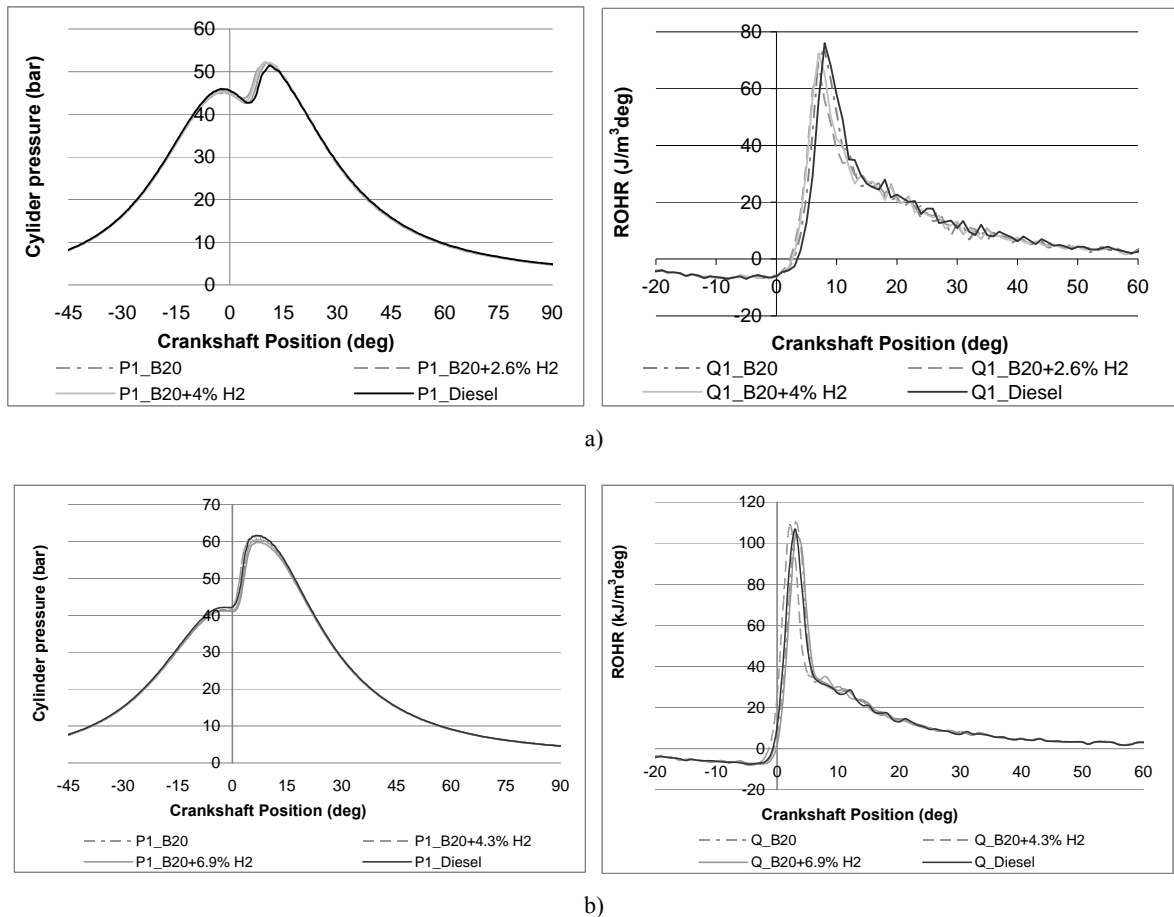 60
50
40
30
20
10
0
-45 -30 -15 0 15 30 45 60 75 90
Cylider pressure (bar)
Crankshaft Position (deg)
P1_B20 P1_B20+2.6% H2
P1_B20+4% H2 P1_Diesel
80
60
40
20
0
-20
-20 -10 0 10 20 30 40 50 60
ROHR (J/m³deg)
Crankshaft Position (deg)
Q1_B20 Q1_B20+2.6% H2
Q1_B20+4% H2 Q1_Diesel
a)
70
60
50
40
30
20
10
0
-45 -30 -15 0 15 30 45 60 75 90
Cylinder pressure (bar)
Crankshaft Position (deg)
P1_B20 P1_B20+4.3% H2
P1_B20+6.9% H2 P1_Diesel
120
100
80
60
40
20
0
-20
-20 -10 0 10 20 30 40 50 60
ROHR (kJ/m³deg)
Crankshaft Position (deg)
Q_B20 Q_B20+4.3% H2
Q_B20+6.9% H2 Q_Diesel
b)